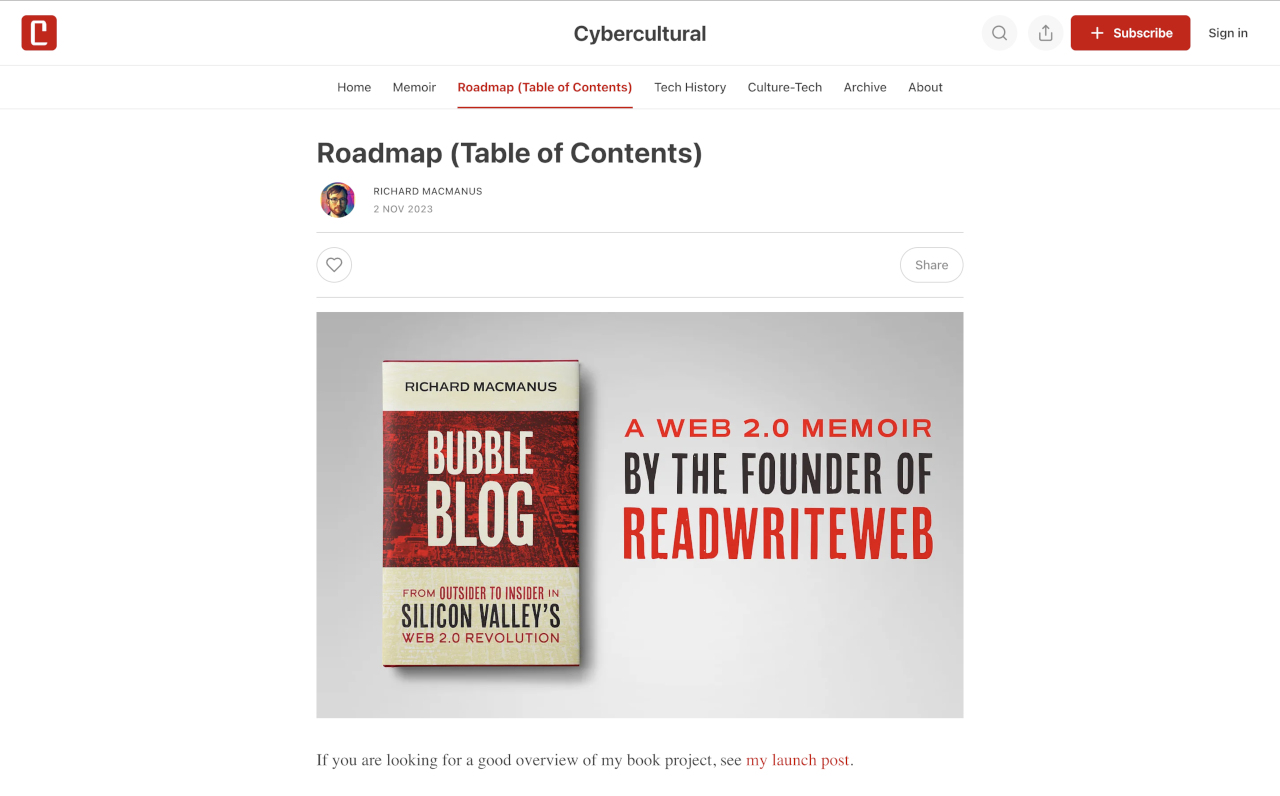 Cybercultural
Subscribe
Sign in
Home
Memoir
Roadmap (Table of Contents)
Tech History
Culture-Tech
Archive
About
Roadmap (Table of Contents)
RICHARD MACMANUS
2 NOV 2023
Share
RICHARD MACMANUS
BUBBLE
BLOG
FROM OUTSIDER TO INSIDER IN
SILICON VALLEY'S
WEB 2.0 REVOLUTION
A WEB 2.0 MEMOIR
BY THE FOUNDER OF
READWRITEWEB
If you are looking for a good overview of my book project, see my launch post.